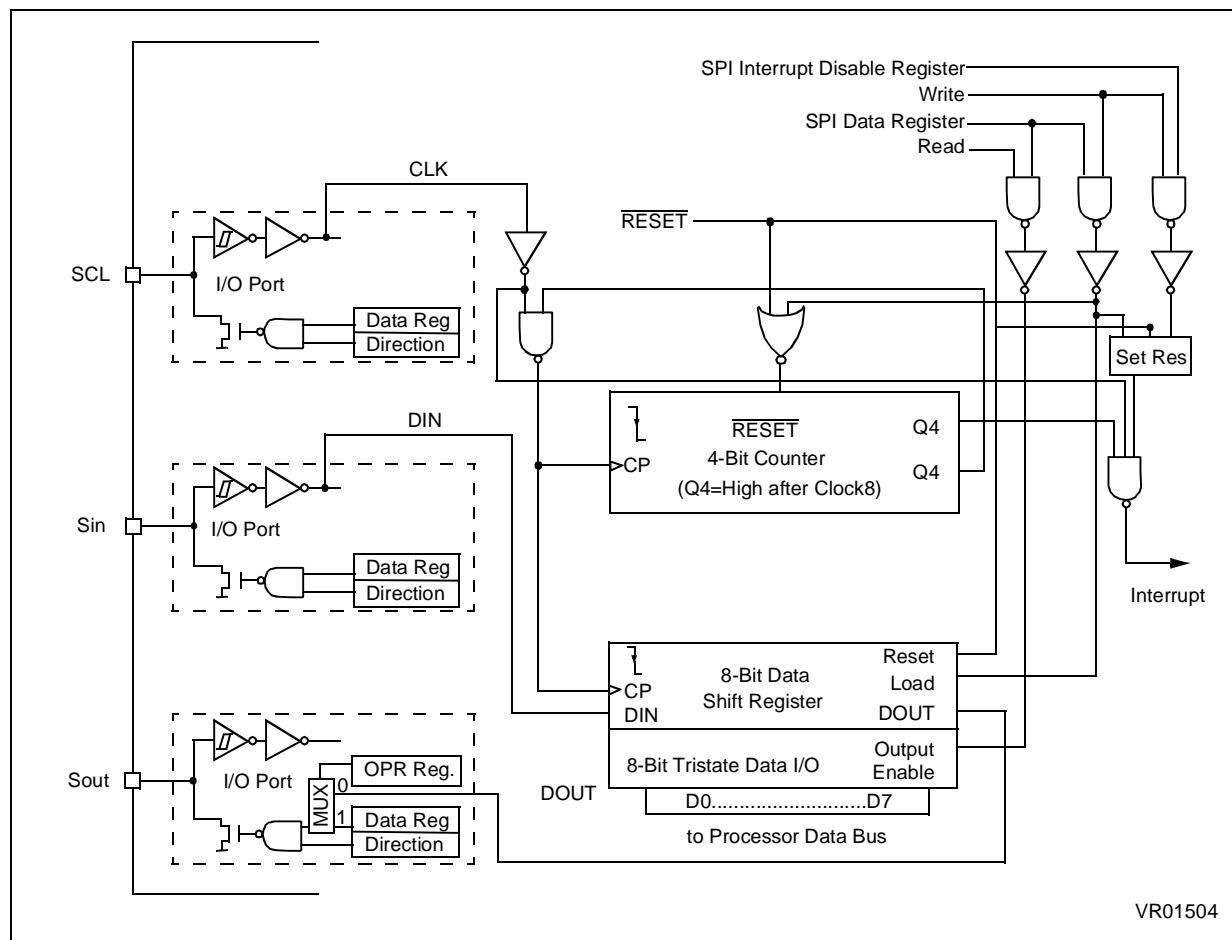 SPI Interrupt Disable Register
Write
SPI Data Register
Read
CLK
RESET
SCL
I/O Port
Data Reg
Direction
Set Res
DIN
RESET
Q4
4-Bit Counter
CP
Q4
(Q4=High after Clock8)
Sin
I/O Port
Data Reg
Direction
Interrupt
Reset
8-Bit Data
CP
Load
Shift Register
DIN
DOUT
Sout
I/O Port
OPR Reg.
MUX
0
1
Data Reg
Direction
Output
8-Bit Tristate Data I/O
Enable
DOUT
D0............................D7
to Processor Data Bus
VR01504